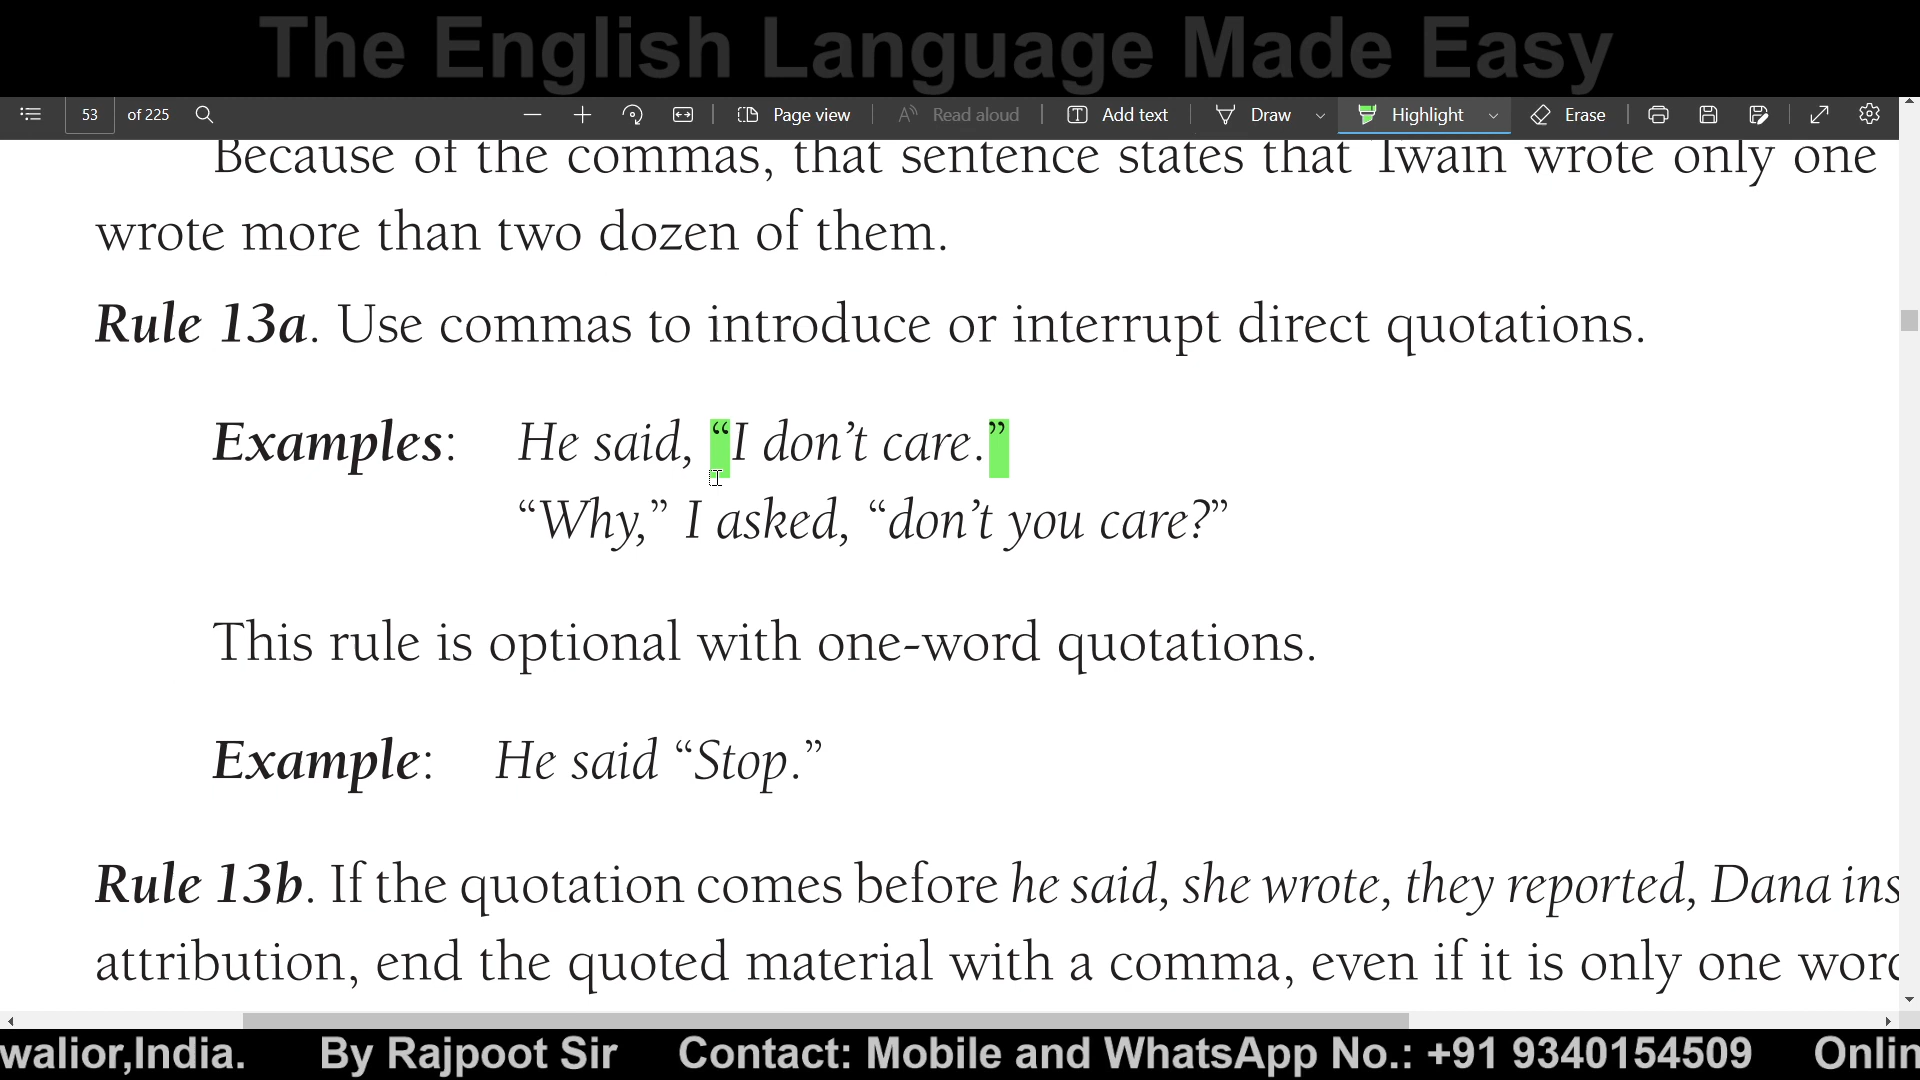 The English Language Made Easy
53 of 225 Page view Read aloud Add text Draw Highlight Erase
Because of the commas, that sentence states that Twain wrote only one
wrote more than two dozen of them.
Rule 13a. Use commas to introduce or interrupt direct quotations.
Examples: He said, “I don’t care.”
“Why,” I asked, “don’t you care?”
This rule is optional with one-word quotations.
Example: He said “Stop.”
Rule 13b. If the quotation comes before he said, she wrote, they reported, Dana ins
attribution, end the quoted material with a comma, even if it is only one word
walior,India. By Rajpoot Sir Contact: Mobile and WhatsApp No.: +91 9340154509 Onlin